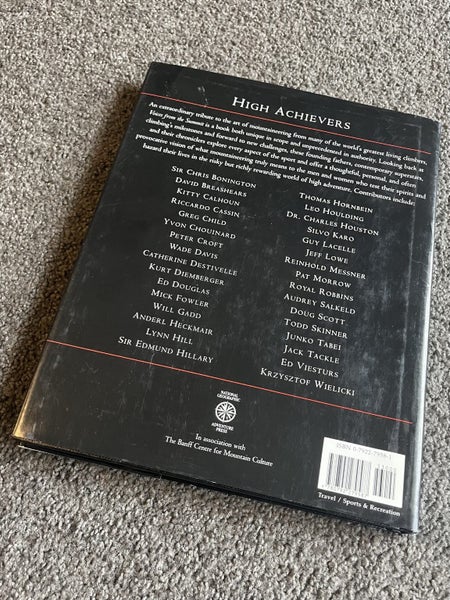 HIGH ACHIEVERS
An extraordinary tribute to the art of mountaineering from many of the world's greatest living climbers,
Voices from the Summit is a book both unique in scope and unprecedented in authority. Looking back at
climbing's milestones and forward to new challenges, these founding fathers, contemporary superstars,
and their chroniclers explore every aspect of the sport and offer a thoughtful, personal, and often
provocative vision of what mountaineering truly means to the men and women who test their spirits and
hazard their lives in the risky but richly rewarding world of high adventure. Contributors include:
SIR CHRIS BONINGTON
DAVID BREASHEARS
KITTY CALHOUN
RICCARDO CASSIN
GREG CHILD
YVON CHOUINARD
PETER CROFT
WADE DAVIS
CATHERINE DESTIVELLE
KURT DIEMBERGER
ED DOUGLAS
MICK FOWLER
WILL GADD
ANDERL HECKMAIR
LYNN HILL
SIR EDMUND HILLARY
THOMAS HORNBEIN
LEO HOULDING
DR. CHARLES HOUSTON
SILVO KARO
GUY LACELLE
JEFF LOWE
REINHOLD MESSNER
PAT MORROW
ROYAL ROBBINS
AUDREY SALKELD
DOUG SCOTT
TODD SKINNER
JUNKO TABEI
JACK TACKLE
ED VIESTURS
KRZYSZTOF WIELICKI
NATIONAL
GEOGRAPHIC
ADVENTURE
PRESS
In association with
The Banff Centre for Mountain Culture
ISBN 0-7922-7958-1
Travel / Sports & Recreation